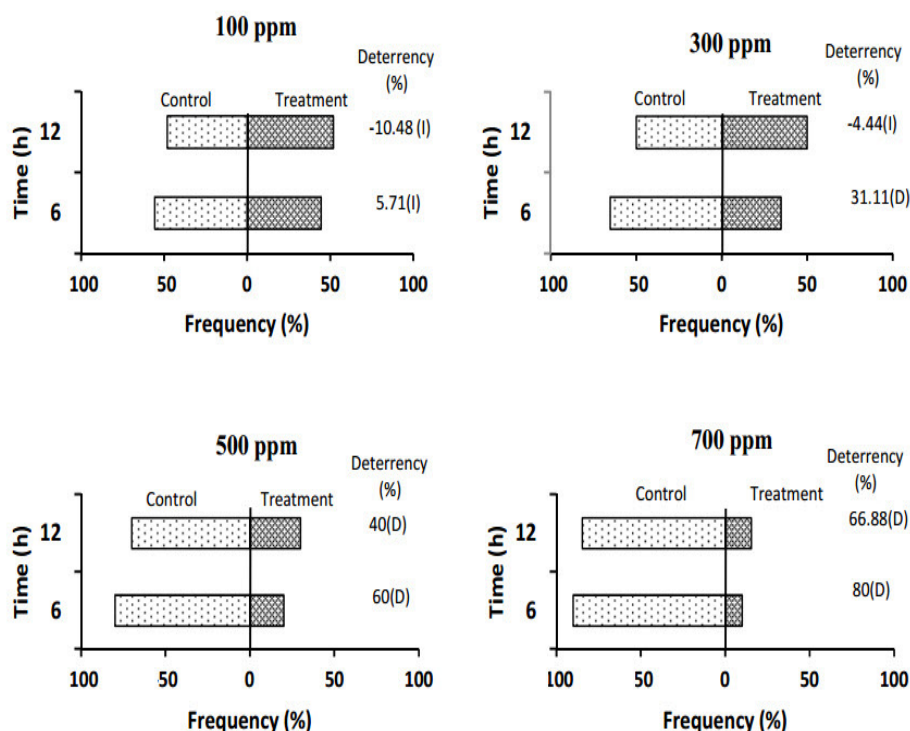 100 ppm
Deterrency
(%)
Control Treatment
Time (h)
12
-10.48 (I)
6
5.71(I)
100 50 0 50 100
Frequency (%)
300 ppm
Deterrency
(%)
Control Treatment
Time (h)
12
-4.44(I)
6
31.11(D)
100 50 0 50 100
Frequency (%)
500 ppm
Deterrency
(%)
Control Treatment
Time (h)
12
40(D)
6
60(D)
100 50 0 50 100
Frequency (%)
700 ppm
Deterrency
(%)
Control Treatment
Time (h)
12
66.88(D)
6
80(D)
100 50 0 50 100
Frequency (%)